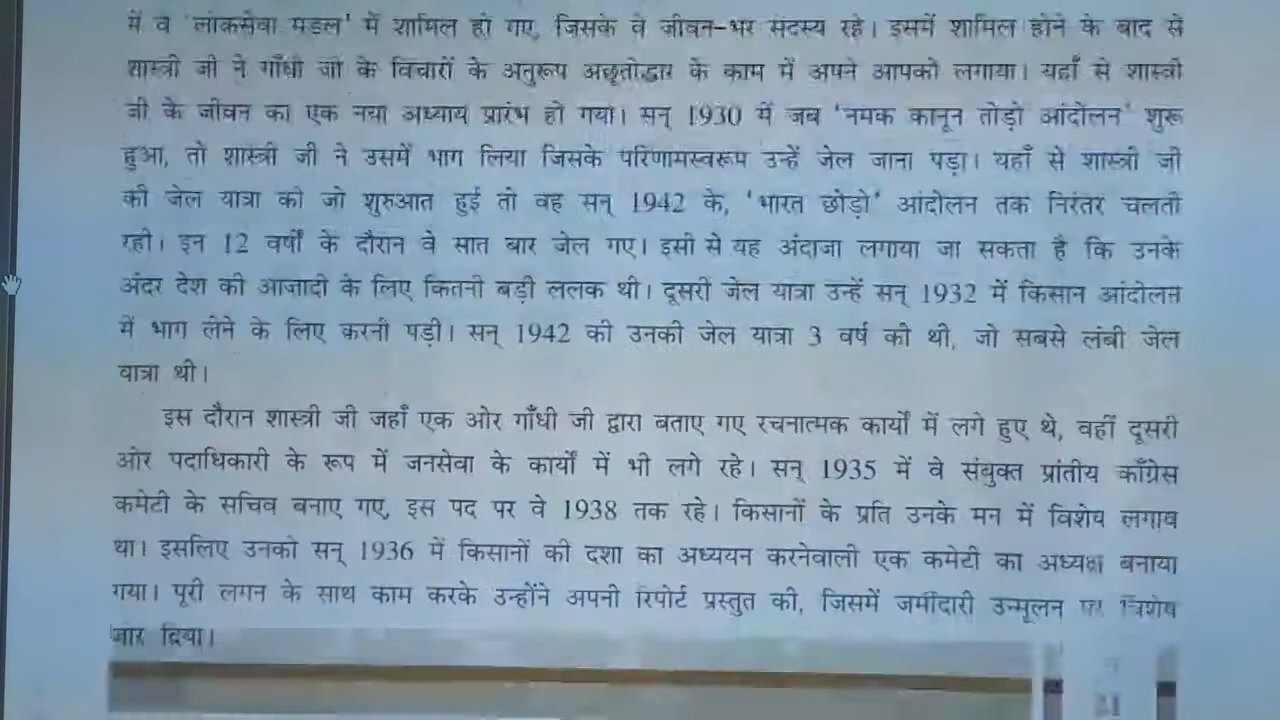 में वे 'लोकसेवा मंडल' में शामिल हो गए, जिसके वे जीवन-भर सदस्य रहे। इसमें शामिल होने के बाद से
शास्त्री जी ने गाँधी जी के विचारों के अनुरूप अछूतोद्धार के काम में अपने आपको लगाया। यहाँ से शास्त्री
जी के जीवन का एक नया अध्याय प्रारंभ हो गया। सन् 1930 में जब 'नमक कानून तोड़ो आंदोलन' शुरू
हुआ, तो शास्त्री जी ने उसमें भाग लिया जिसके परिणामस्वरूप उन्हें जेल जाना पड़ा। यहाँ से शास्त्री जी
की जेल यात्रा की जो शुरुआत हुई तो वह सन् 1942 के, 'भारत छोड़ो' आंदोलन तक निरंतर चलती
रही। इन 12 वर्षों के दौरान वे सात बार जेल गए। इसी से यह अंदाजा लगाया जा सकता है कि उनके
अंदर देश की आजादी के लिए कितनी बड़ी ललक थी। दूसरी जेल यात्रा उन्हें सन् 1932 में किसान आंदोलन
में भाग लेने के लिए करनी पड़ी। सन् 1942 की उनकी जेल यात्रा 3 वर्ष की थी, जो सबसे लंबी जेल
यात्रा थी।
इस दौरान शास्त्री जी जहाँ एक ओर गाँधी जी द्वारा बताए गए रचनात्मक कार्यों में लगे हुए थे, वहीं दूसरी
ओर पदाधिकारी के रूप में जनसेवा के कार्यों में भी लगे रहे। सन् 1935 में वे संयुक्त प्रांतीय काँग्रेस
कमेटी के सचिव बनाए गए, इस पद पर वे 1938 तक रहे। किसानों के प्रति उनके मन में विशेष लगाव
था। इसलिए उनको सन् 1936 में किसानों की दशा का अध्ययन करनेवाली एक कमेटी का अध्यक्ष बनाया
गया। पूरी लगन के साथ काम करके उन्होंने अपनी रिपोर्ट प्रस्तुत की, जिसमें जमींदारी उन्मूलन पर विशेष
जोर दिया।